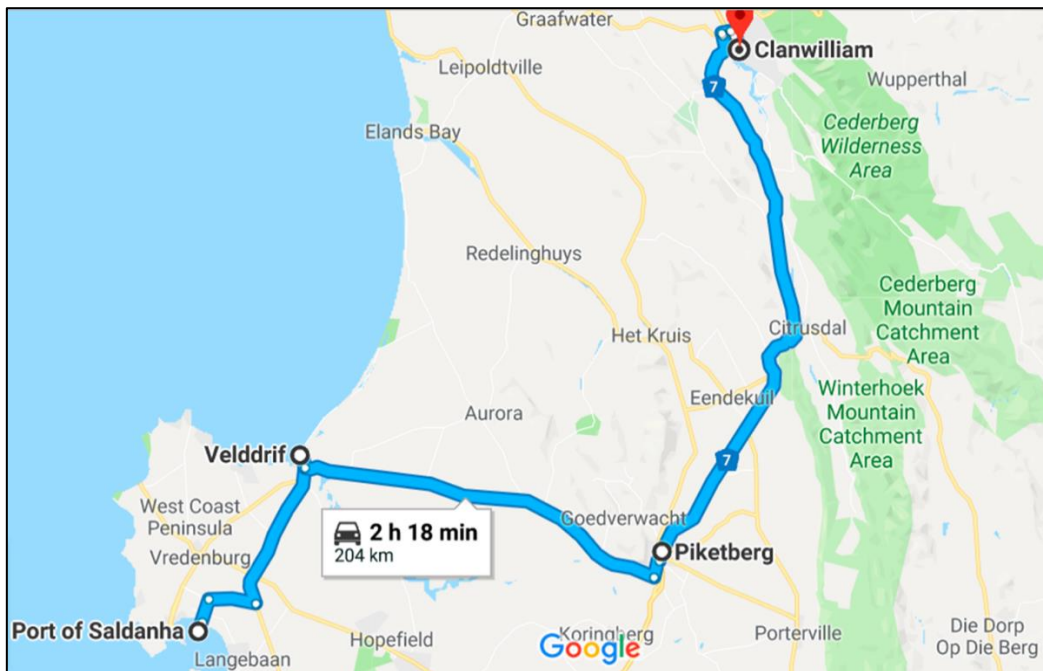 Graafwater
Clanwilliam
Leipoldtville
7
Wupperthal
Elands Bay
Cederberg
Wilderness
Area
Redelinghuys
Cederberg
Mountain
Catchment
Area
Het Kruis
Citrusdal
Eendekuil
Winterhoek
Mountain
Catchment
Area
Aurora
Velddrif
7
West Coast
Peninsula
Goedverwacht
2 h 18 min
204 km
Vredenburg
Piketberg
Port of Saldanha
Hopefield
Google
Koringberg
Porterville
Die Dorp
Op Die Berg
Langebaan